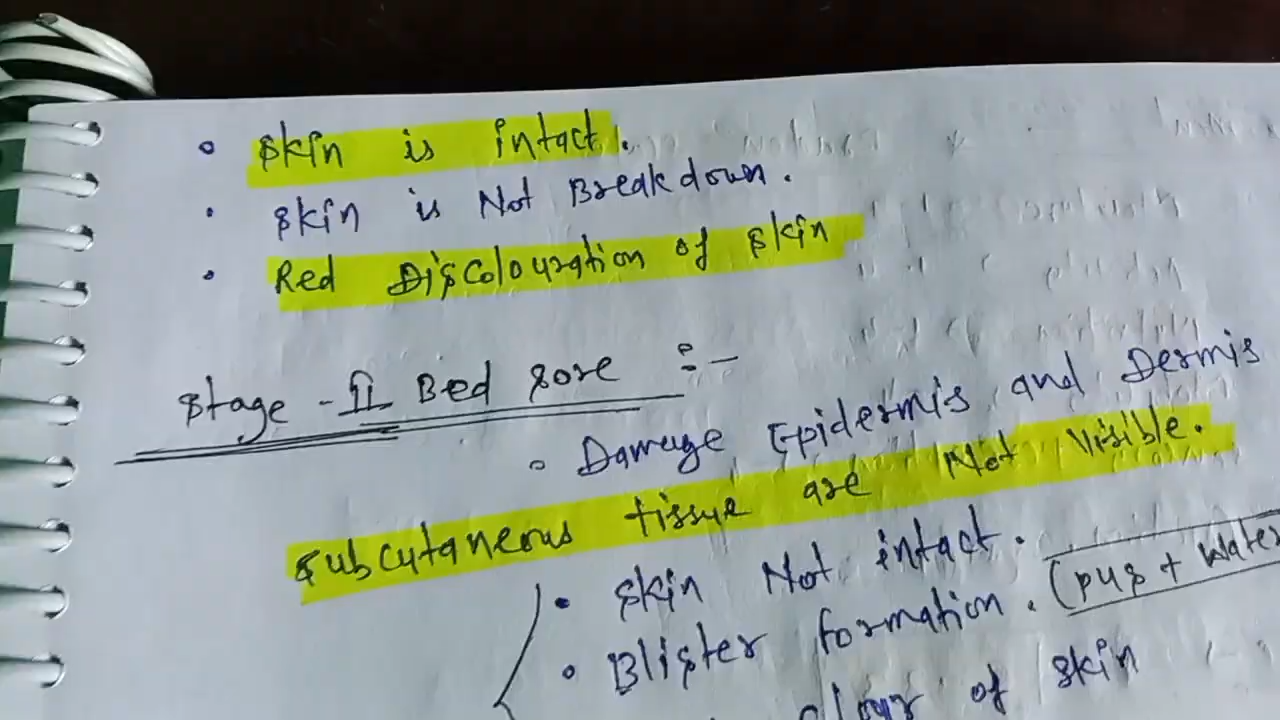 • Skin is intact.
• Skin is Not Breakdown.
• Red Discolouration of skin
Stage - II Bed sore :-
• Damage Epidermis and Dermis
subcutaneous tissue are Not Visible.
• Skin Not intact.
• Blister formation. (pus + Water
of skin